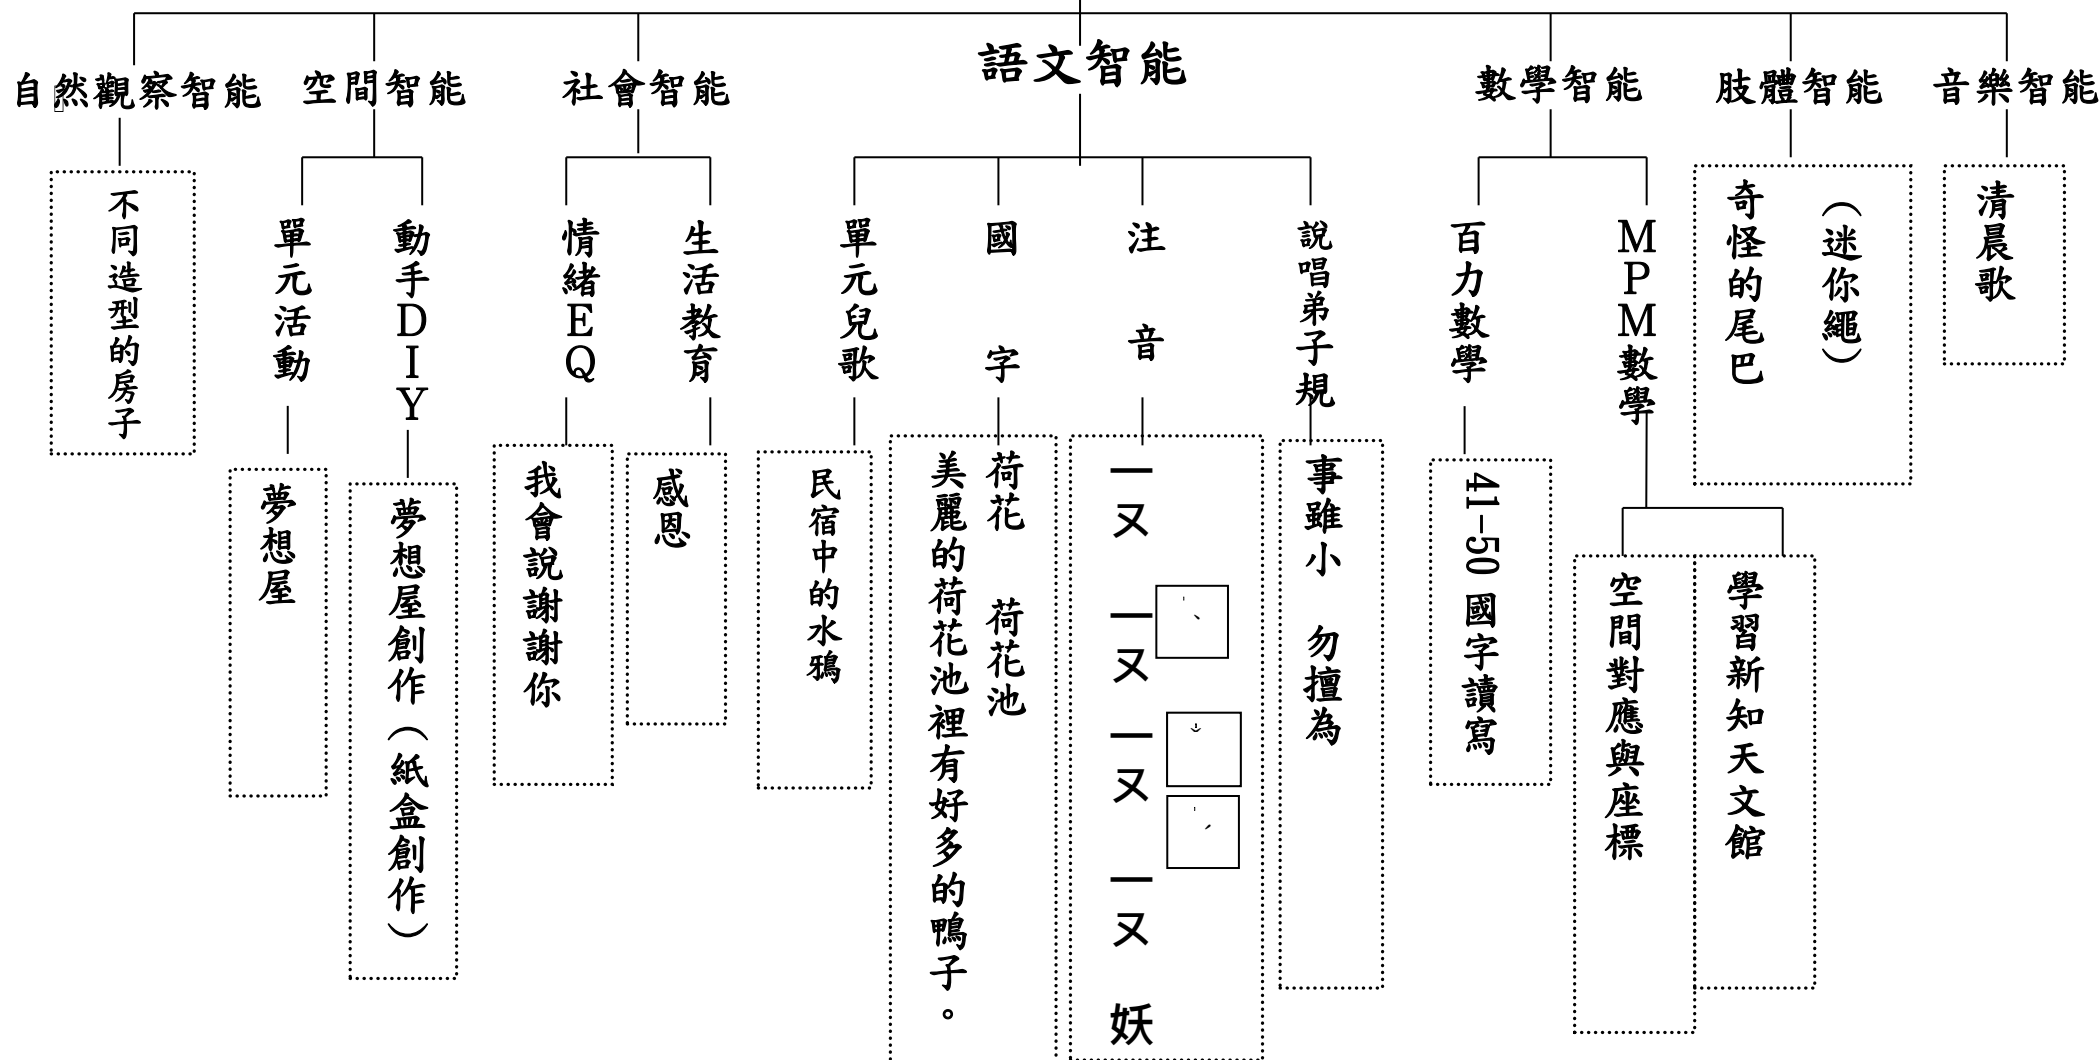 語文智能
自然觀察智能
空間智能
社會智能
數學智能
肢體智能
音樂智能
不同造型的房子
單元活動
動手DIY
情緒EQ
生活教育
單元兒歌
國字
注音
說唱弟子規
百力數學
MPM數學
奇怪的尾巴
(迷你繩)
清晨歌
夢想屋
夢想屋創作(紙盒創作)
我會說謝謝你
感恩
民宿中的水鴉
荷花 荷花池
美麗的荷花池裡有好多的鴨子。
ㄧㄡ ㄧㄡˋ ㄧㄡˇ ㄧㄡˊ 妖
事雖小 勿擅為
41-50 國字讀寫
空間對應與座標
學習新知天文館